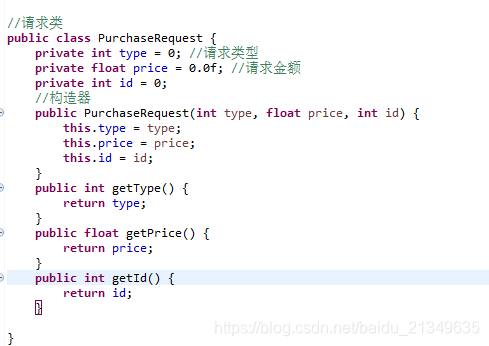 //请求类
public class PurchaseRequest {
    private int type = 0; //请求类型
    private float price = 0.0f; //请求金额
    private int id = 0;
    //构造器
    public PurchaseRequest(int type, float price, int id) {
        this.type = type;
        this.price = price;
        this.id = id;
    }
    public int getType() {
        return type;
    }
    public float getPrice() {
        return price;
    }
    public int getId() {
        return id;
    }
https://blog.csdn.net/baidu_21349635
}